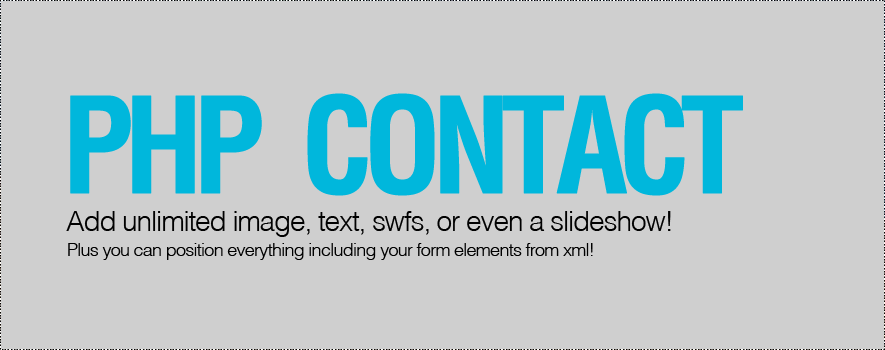 PHP CONTACT
Add unlimited image, text, swfs, or even a slideshow!
Plus you can position everything including your form elements from xml!